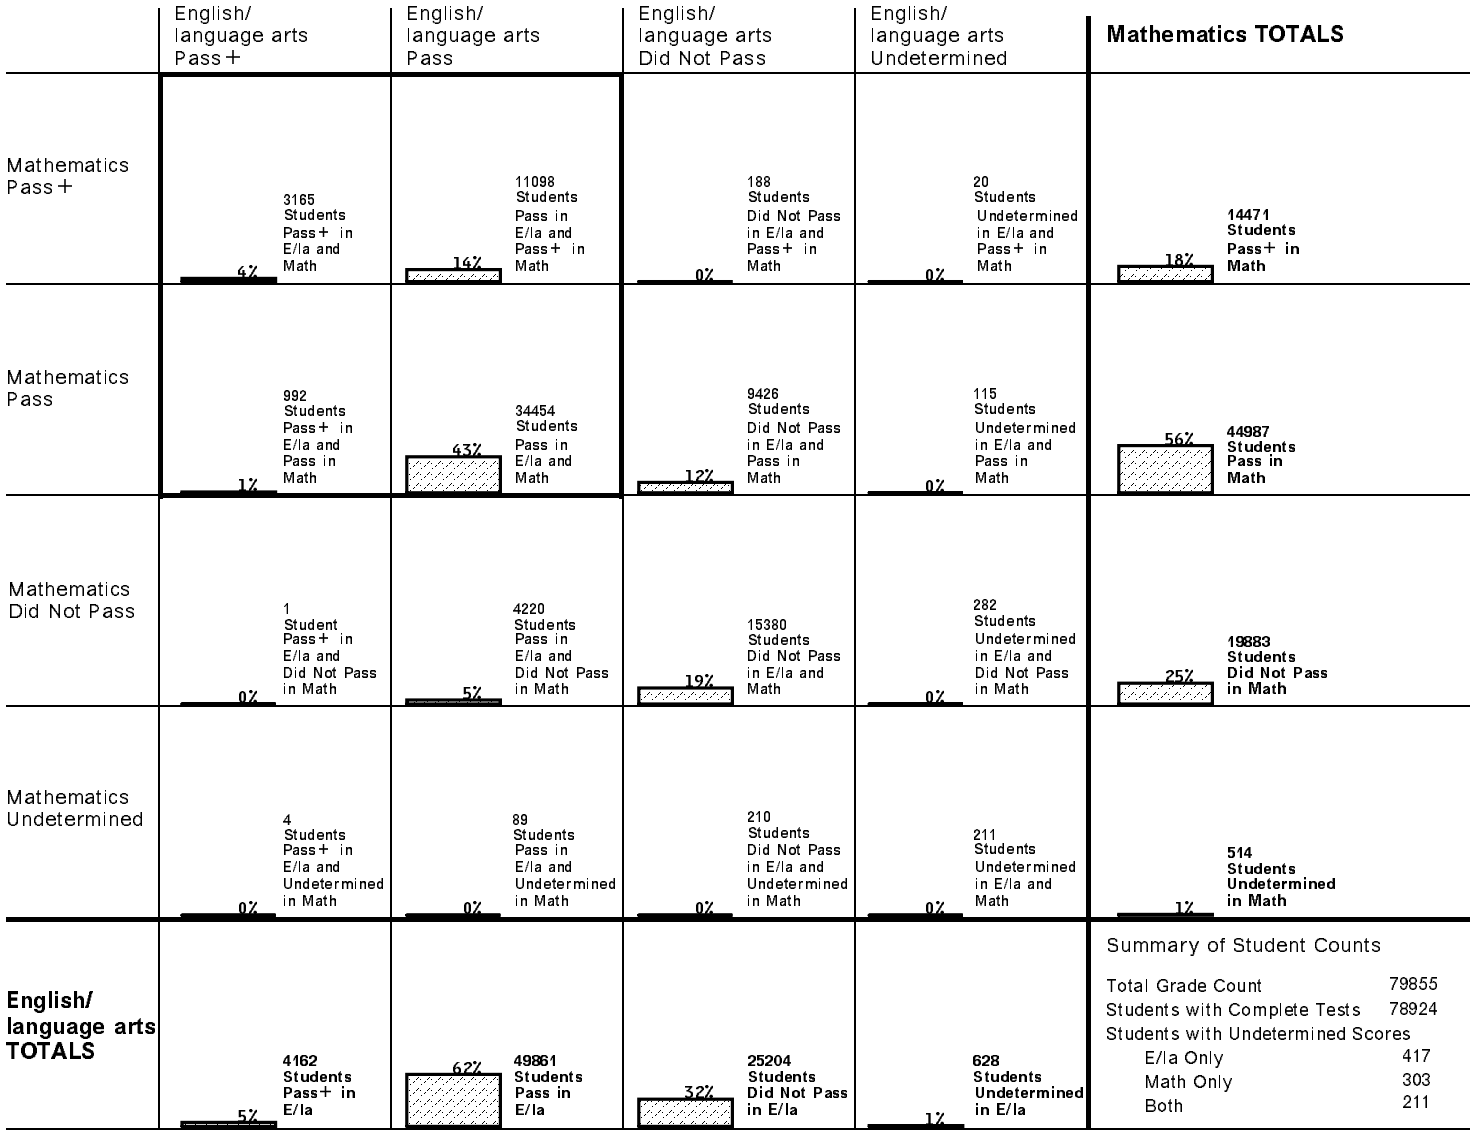 English/
language arts
Pass+
English/
language arts
Pass
English/
language arts
Did Not Pass
English/
language arts
Undetermined
Mathematics TOTALS
Mathematics
Pass+
4%
3165
Students
Pass+ in
E/la and
Math
14%
11098
Students
Pass in
E/la and
Pass+ in
Math
0%
188
Students
Did Not Pass
in E/la and
Pass+ in
Math
0%
20
Students
Undetermined
in E/la and
Pass+ in
Math
18%
14471
Students
Pass+ in
Math
Mathematics
Pass
1%
992
Students
Pass+ in
E/la and
Pass in
Math
43%
34454
Students
Pass in
E/la and
Math
12%
9426
Students
Did Not Pass
in E/la and
Pass in
Math
0%
115
Students
Undetermined
in E/la and
Pass in
Math
56%
44987
Students
Pass in
Math
Mathematics
Did Not Pass
0%
1
Student
Pass+ in
E/la and
Did Not Pass
in Math
5%
4220
Students
Pass in
E/la and
Did Not Pass
in Math
19%
15380
Students
Did Not Pass
in E/la and
Math
0%
282
Students
Undetermined
in E/la and
Did Not Pass
in Math
25%
19883
Students
Did Not Pass
in Math
Mathematics
Undetermined
0%
4
Students
Pass+ in
E/la and
Undetermined
in Math
0%
89
Students
Pass in
E/la and
Undetermined
in Math
0%
210
Students
Did Not Pass
in E/la and
Undetermined
in Math
0%
211
Students
Undetermined
in E/la and
Math
1%
514
Students
Undetermined
in Math
English/
language arts
TOTALS
5%
4162
Students
Pass+ in
E/la
62%
49861
Students
Pass in
E/la
32%
25204
Students
Did Not Pass
in E/la
1%
628
Students
Undetermined
in E/la
Summary of Student Counts
Total Grade Count 79855
Students with Complete Tests 78924
Students with Undetermined Scores
E/la Only 417
Math Only 303
Both 211